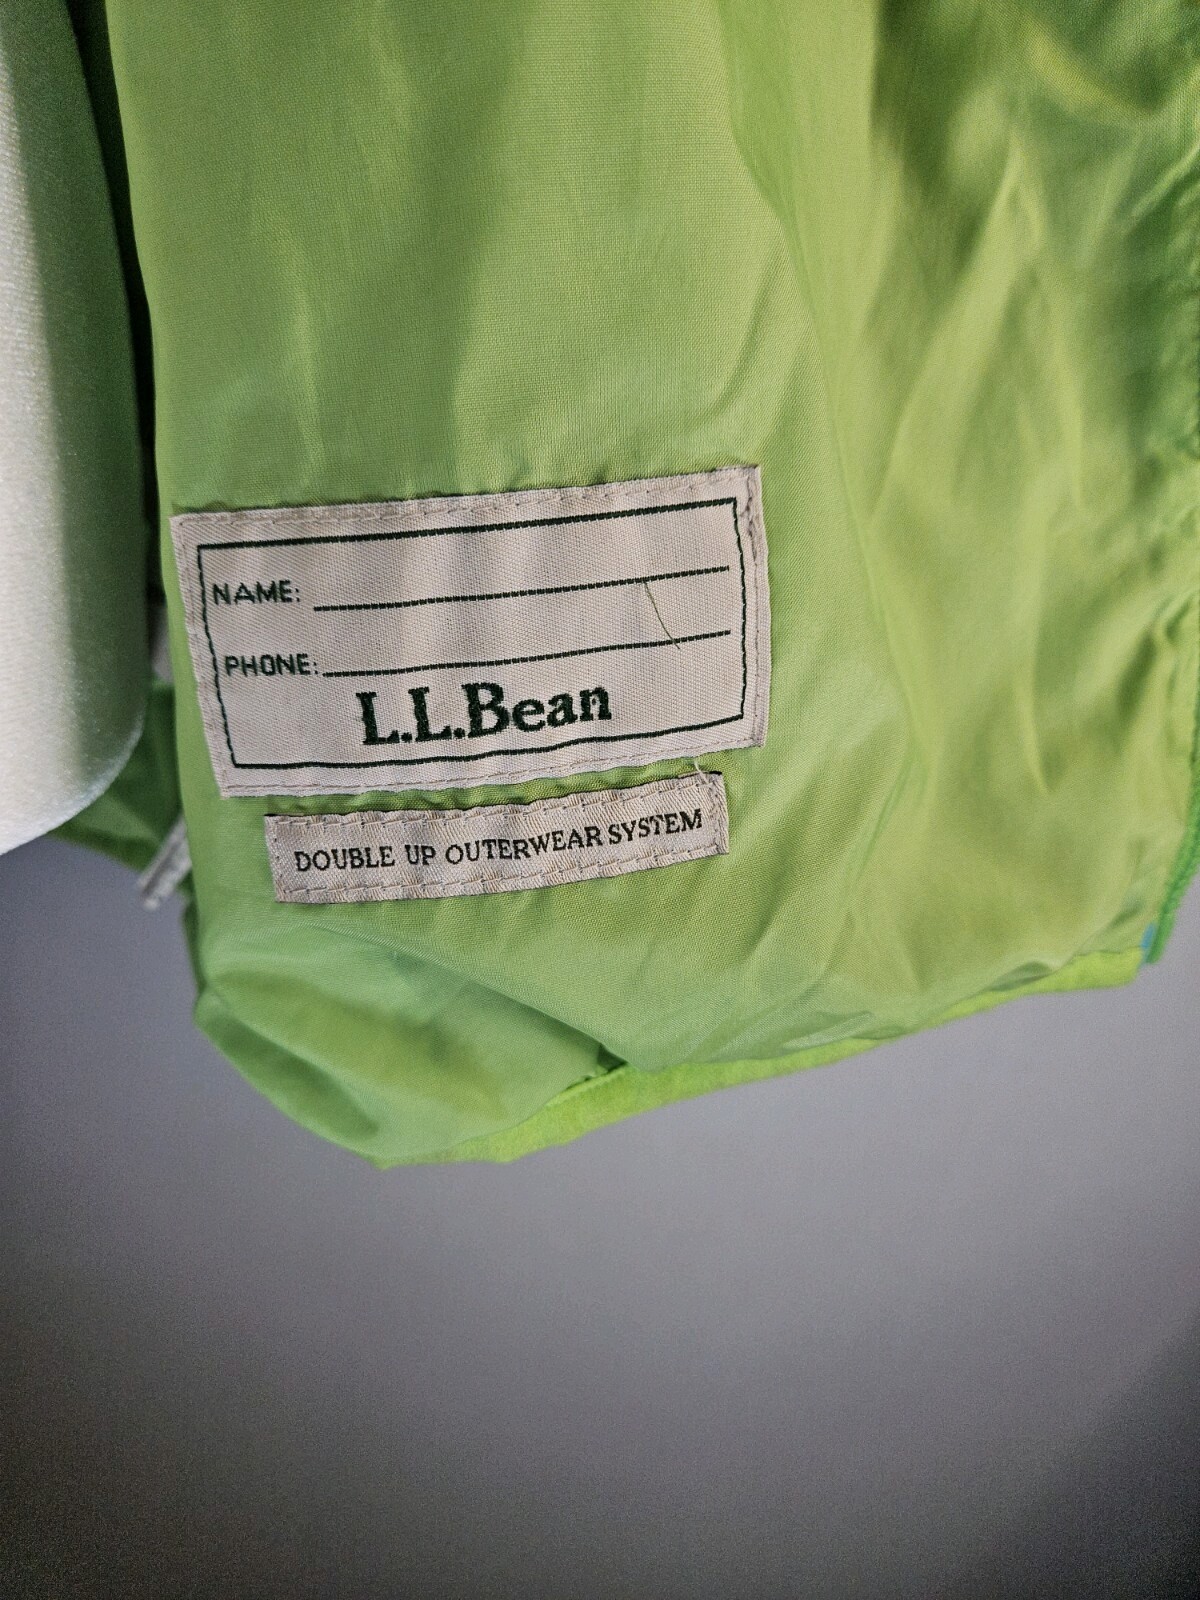 NAME:
PHONE:
L.L.Bean
DOUBLE UP OUTERWEAR SYSTEM